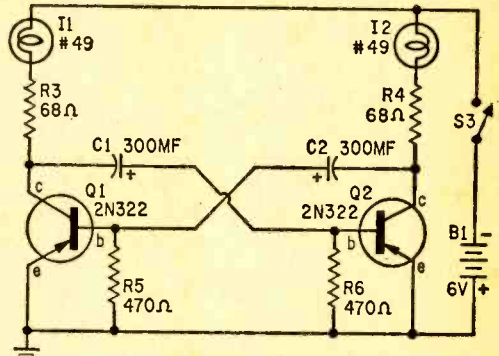 I1
#49
I2
#49
R3
68Ω
R4
68Ω
S3
C1 300MF
+
C2 300MF
+
c
Q1
2N322
b
e
Q2
2N322
c
b
e
B1
-
6V
+
R5
470Ω
R6
470Ω